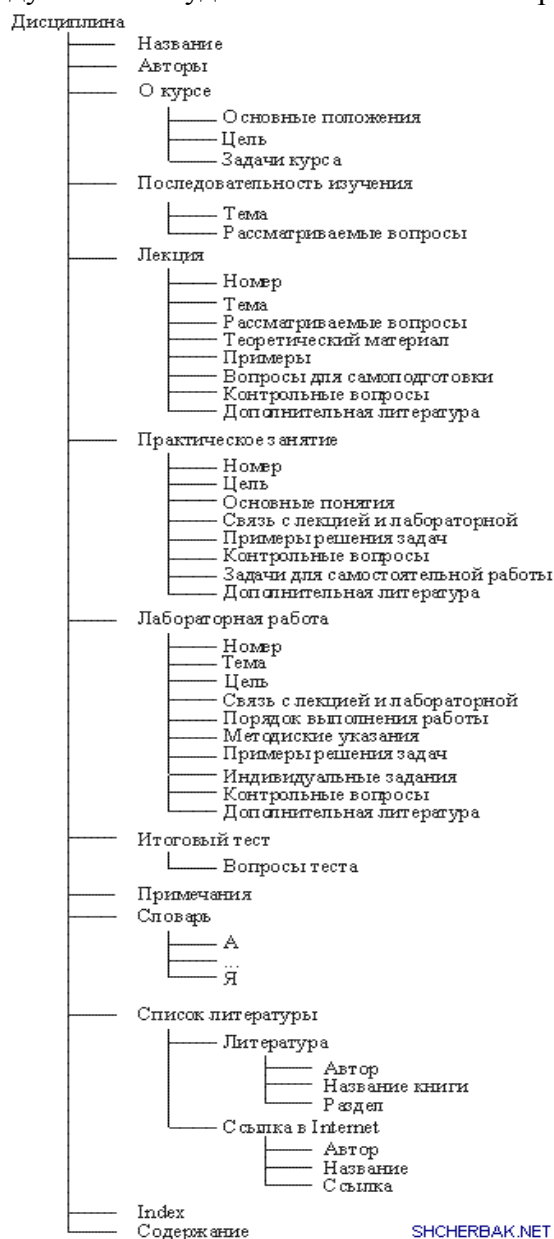 Дисциплина
Название
Авторы
О курсе
Основные положения
Цель
Задачи курса
Последовательность изучения
Тема
Рассматриваемые вопросы
Лекция
Номер
Тема
Рассматриваемые вопросы
Теоретический материал
Примеры
Вопросы для самоподготовки
Контрольные вопросы
Дополнительная литература
Практическое занятие
Номер
Цель
Основные понятия
Связь с лекцией и лабораторной
Примеры решения задач
Контрольные вопросы
Задачи для самостоятельной работы
Дополнительная литература
Лабораторная работа
Номер
Тема
Цель
Связь с лекцией и лабораторной
Порядок выполнения работы
Методиские указания
Примеры решения задач
Индивидуальные задания
Контрольные вопросы
Дополнительная литература
Итоговый тест
Вопросы теста
Примечания
Словарь
А
...
Я
Список литературы
Литература
Автор
Название книги
Раздел
Ссылка в Internet
Автор
Название
Ссылка
Index
Содержание
SHCHERBAK.NET